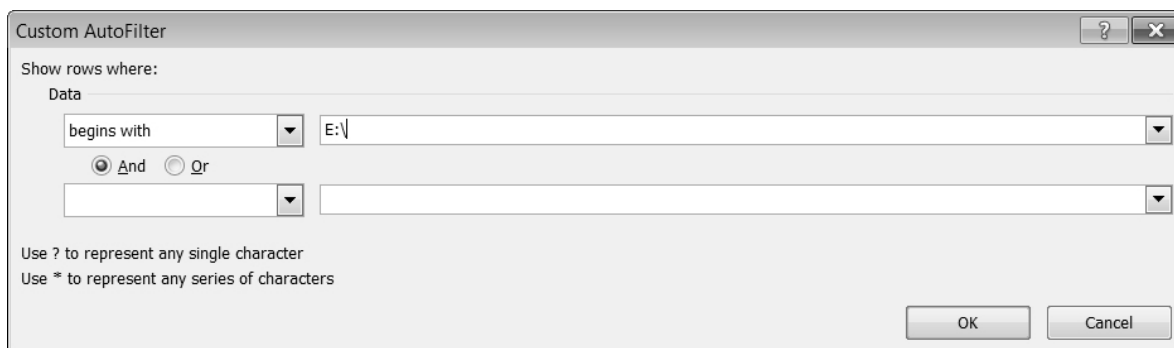 Custom AutoFilter ?
Show rows where:
Data
begins with E:\
And Or
Use ? to represent any single character
Use * to represent any series of characters
OK Cancel